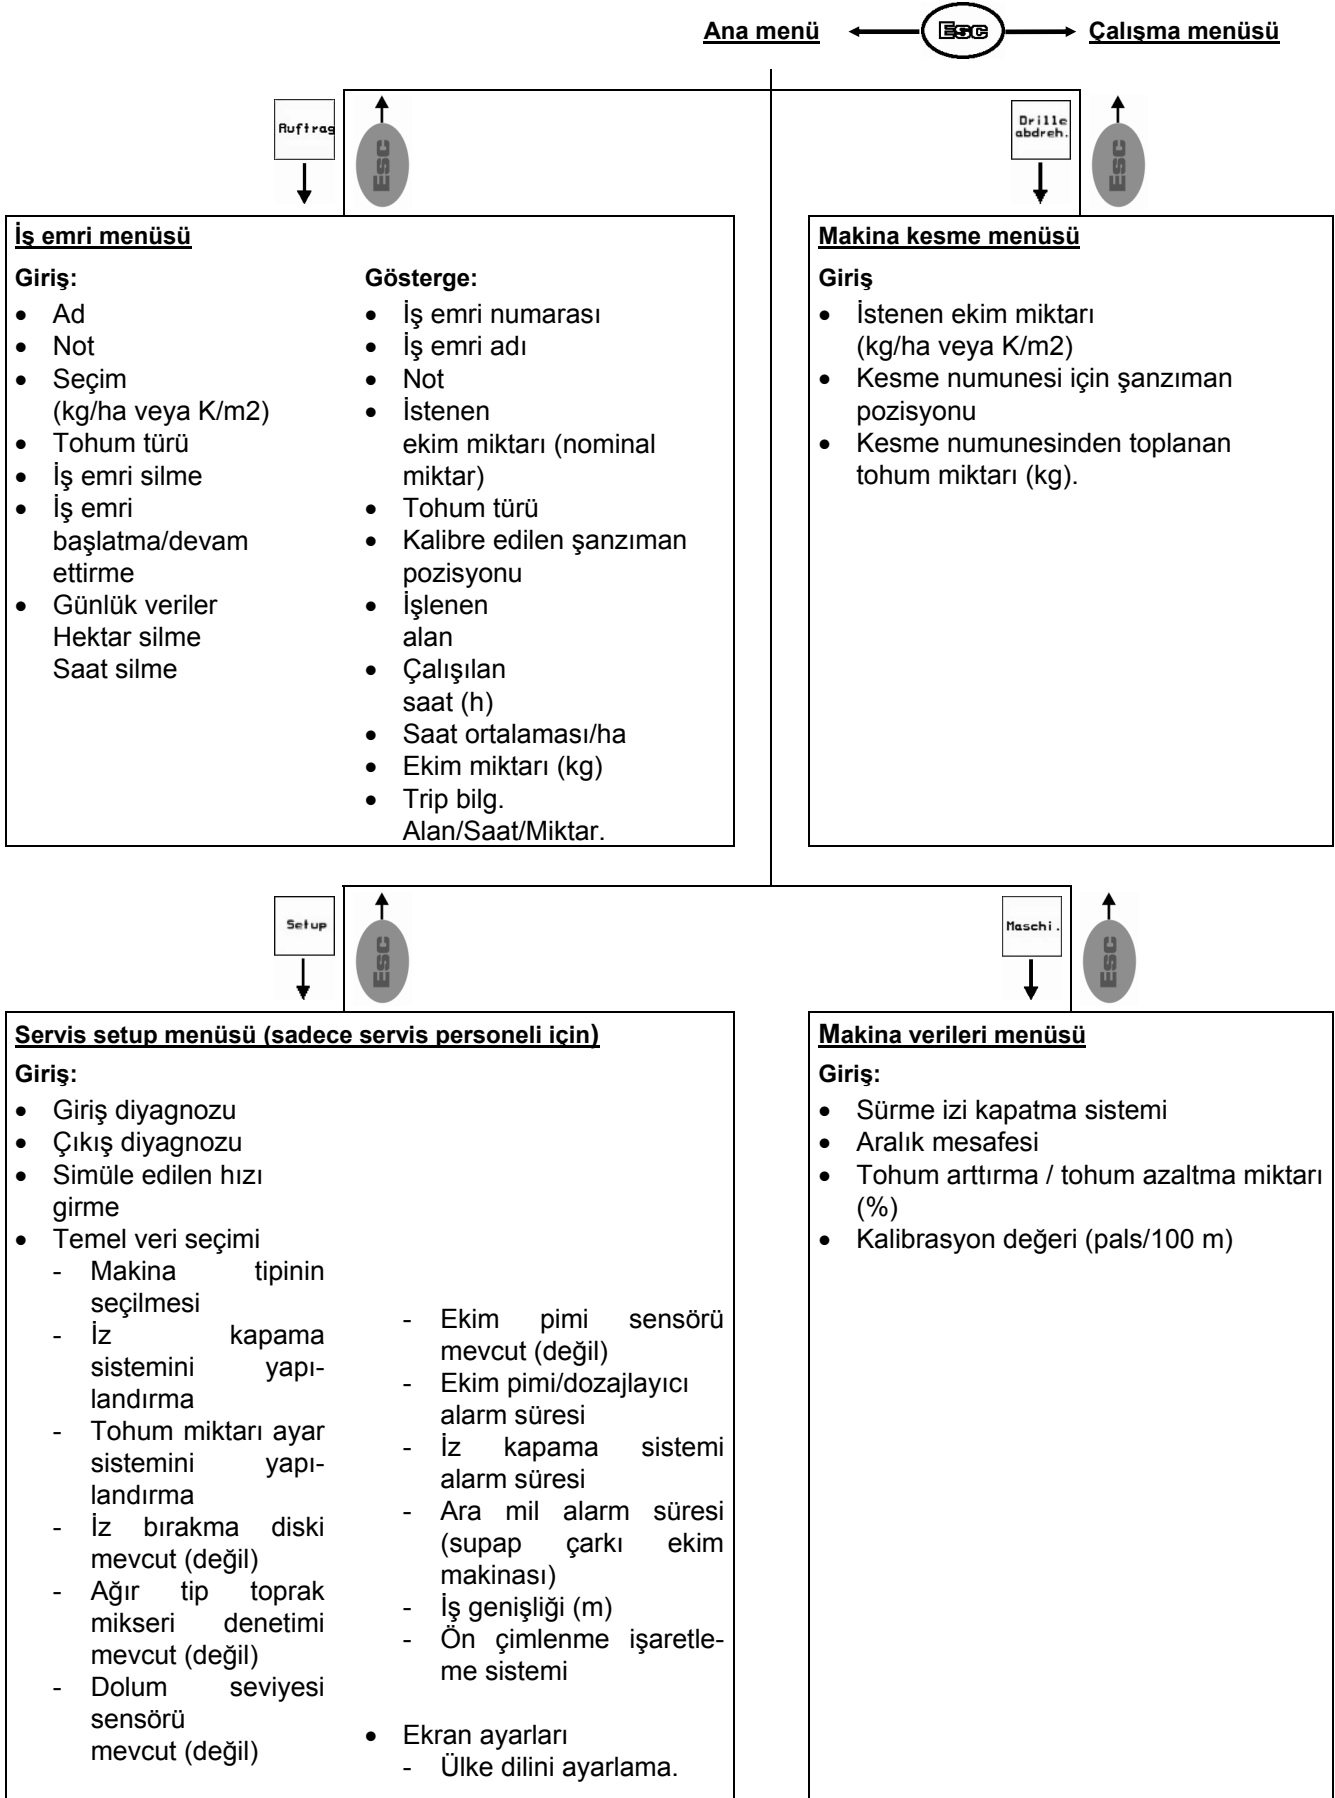 Ana menü
Esc
Çalışma menüsü
Auftrag
ESC
Drille
abdreh.
ESC
İş emri menüsü
Giriş:
• Ad
• Not
• Seçim
(kg/ha veya K/m2)
• Tohum türü
• İş emri silme
• İş emri
başlatma/devam
ettirme
• Günlük veriler
Hektar silme
Saat silme
Gösterge:
• İş emri numarası
• İş emri adı
• Not
• İstenen
ekim miktarı (nominal
miktar)
• Tohum türü
• Kalibre edilen şanzıman
pozisyonu
• İşlenen
alan
• Çalışılan
saat (h)
• Saat ortalaması/ha
• Ekim miktarı (kg)
• Trip bilg.
Alan/Saat/Miktar.
Makina kesme menüsü
Giriş
• İstenen ekim miktarı
(kg/ha veya K/m2)
• Kesme numunesi için şanzıman
pozisyonu
• Kesme numunesinden toplanan
tohum miktarı (kg).
Setup
ESC
Maschi.
ESC
Servis setup menüsü (sadece servis personeli için)
Giriş:
• Giriş diyagnozu
• Çıkış diyagnozu
• Simüle edilen hızı
girme
• Temel veri seçimi
- Makina tipinin
seçilmesi
- İz kapama
sistemini yapı-
landırma
- Tohum miktarı ayar
sistemini yapı-
landırma
- İz bırakma diski
mevcut (değil)
- Ağır tip toprak
mikseri denetimi
mevcut (değil)
- Dolum seviyesi
sensörü
mevcut (değil)
- Ekim pimi sensörü
mevcut (değil)
- Ekim pimi/dozajlayıcı
alarm süresi
- İz kapama sistemi
alarm süresi
- Ara mil alarm süresi
(supap çarkı ekim
makinası)
- İş genişliği (m)
- Ön çimlenme işaretle-
me sistemi
• Ekran ayarları
- Ülke dilini ayarlama.
Makina verileri menüsü
Giriş:
• Sürme izi kapatma sistemi
• Aralık mesafesi
• Tohum arttırma / tohum azaltma miktarı
(%)
• Kalibrasyon değeri (pals/100 m)